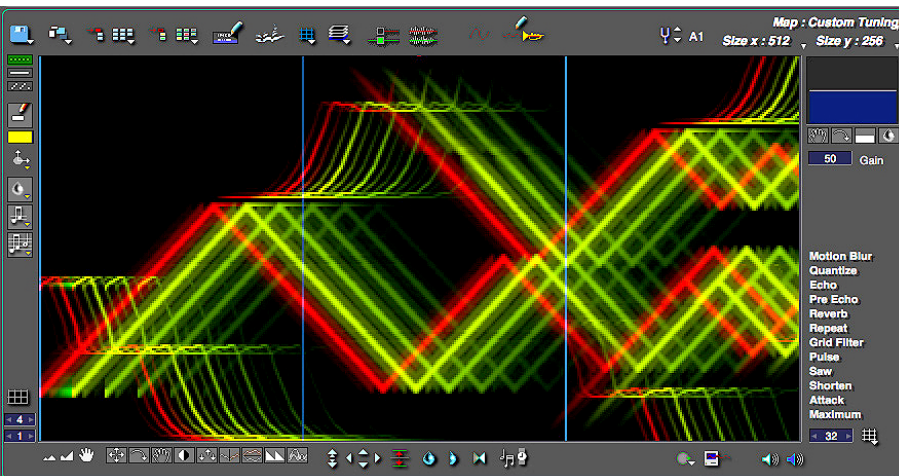 Map : Custom Tuning
A1
Size x : 512
Size y : 256
50 Gain
Motion Blur
Quantize
Echo
Pre Echo
Reverb
Repeat
Grid Filter
Pulse
Saw
Shorten
Attack
Maximum
4
1
32